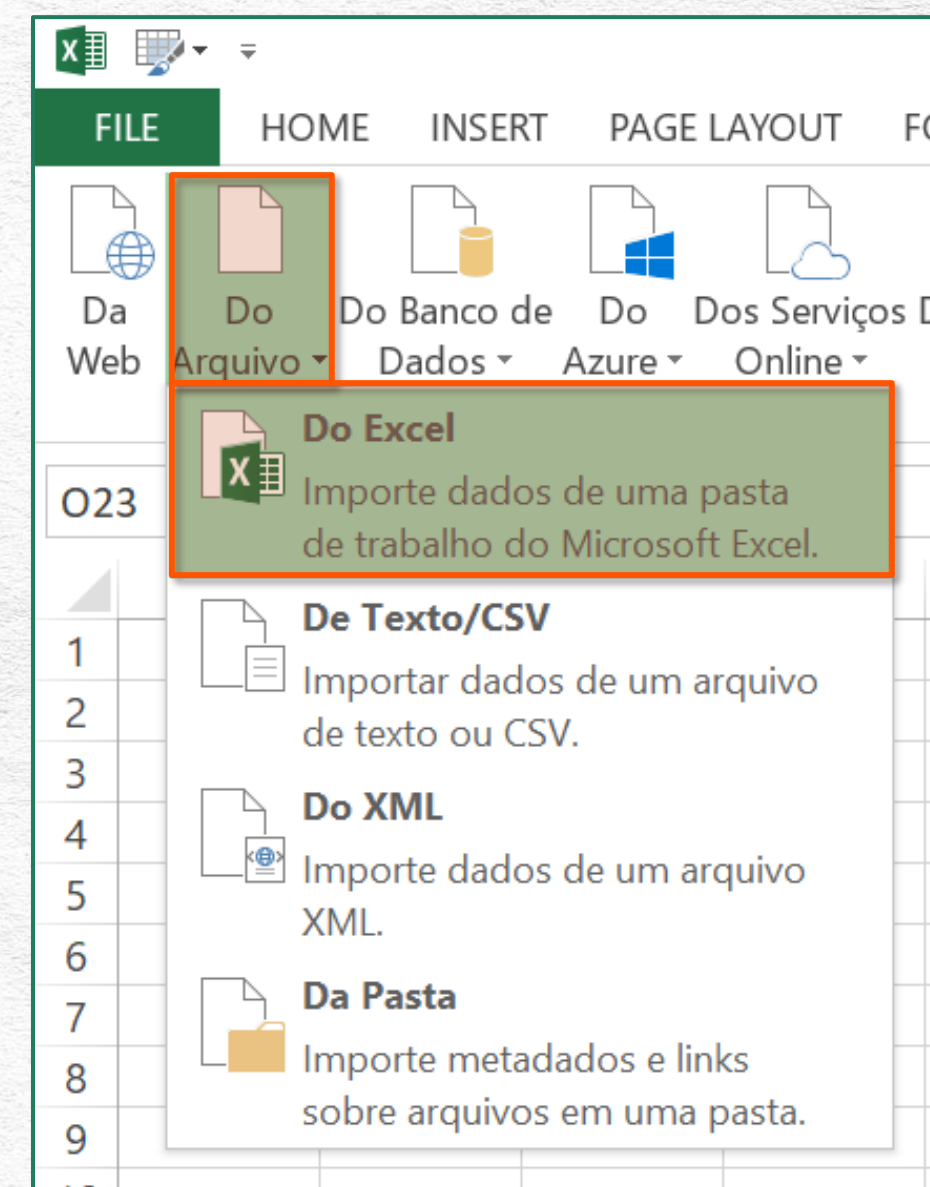 FILE HOME INSERT PAGE LAYOUT
Da Do Do Banco de Do Dos Serviços
Web Arquivo Dados Azure Online
Do Excel
Importe dados de uma pasta
de trabalho do Microsoft Excel.
O23
De Texto/CSV
1
Importar dados de um arquivo
2
de texto ou CSV.
3
Do XML
4
Importe dados de um arquivo
5
XML.
6
Da Pasta
7
Importe metadados e links
8
sobre arquivos em uma pasta.
9